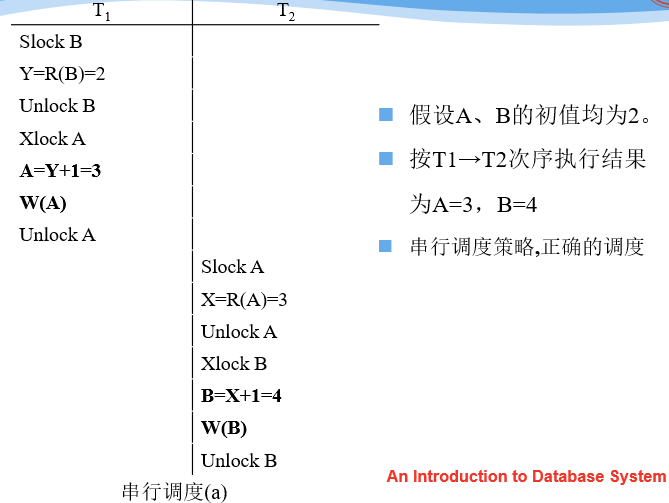 T₁ T₂
Slock B
Y=R(B)=2
Unlock B
Xlock A
A=Y+1=3
W(A)
Unlock A
Slock A
X=R(A)=3
Unlock A
Xlock B
B=X+1=4
W(B)
Unlock B
串行调度(a)
假设A、B的初值均为2。
按T1→T2次序执行结果
为A=3，B=4
串行调度策略,正确的调度
An Introduction to Database System